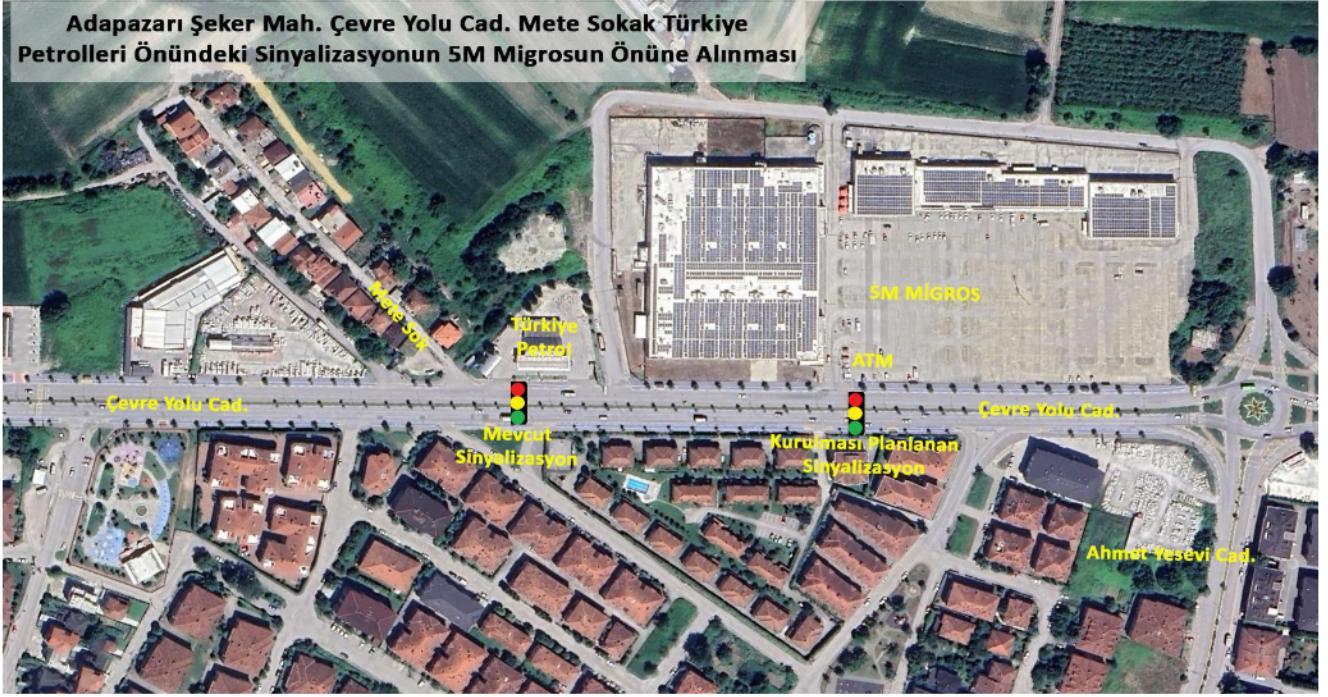 Adapazarı Şeker Mah. Çevre Yolu Cad. Mete Sokak Türkiye
Petrolleri Önündeki Sinyalizasyonun 5M Migrosun Önüne Alınması
5M MİGROS
Mete Sok
Türkiye
Petrol
ATM
Çevre Yolu Cad.
Çevre Yolu Cad.
Mevcut
Sinyalizasyon
Kurulması Planlanan
Sinyalizasyon
Ahmet Yesevi Cad.